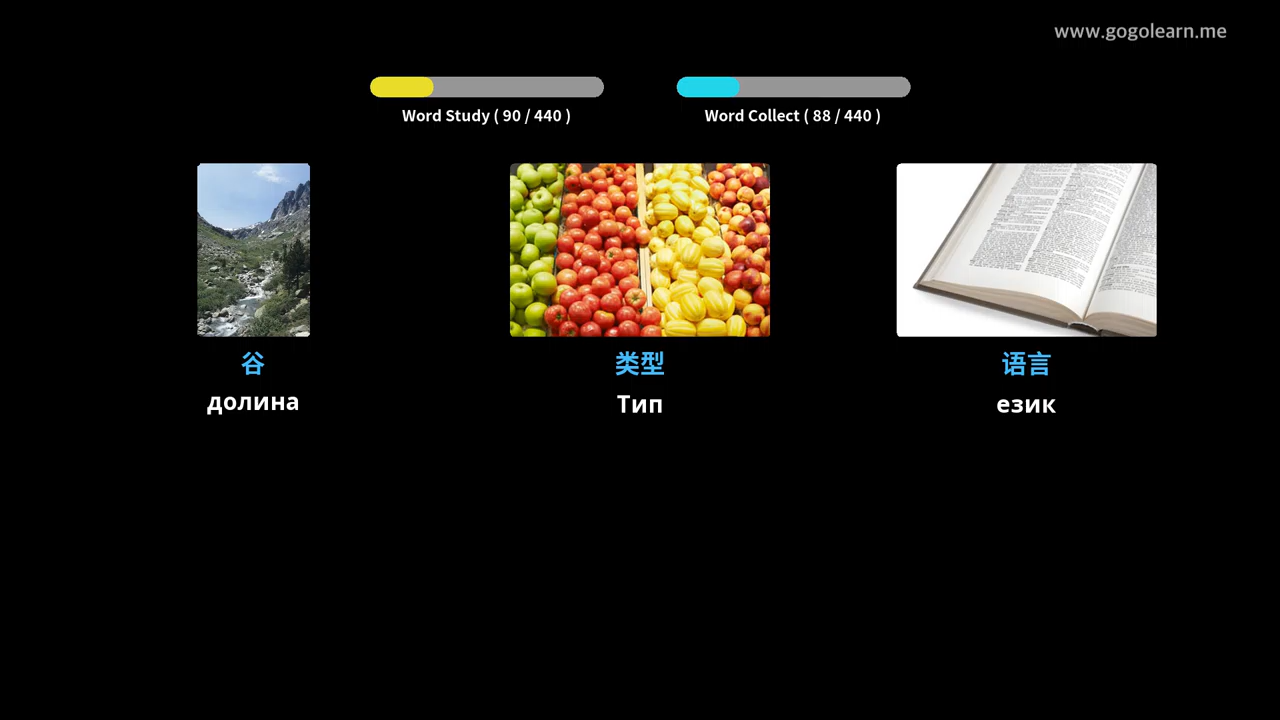 www.gogolearn.me
Word Study ( 90 / 440 )
Word Collect ( 88 / 440 )
谷
类型
语言
долина
Тип
език